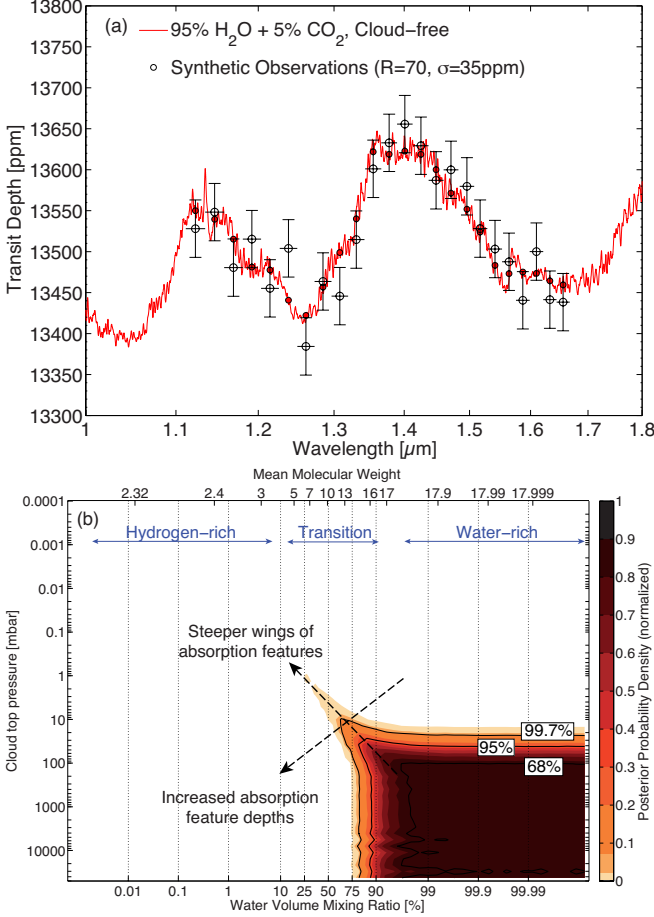 13800
(a)
95% H₂O + 5% CO₂, Cloud−free
13750
Synthetic Observations (R=70, σ=35ppm)
13700
13650
13600
13550
13500
13450
13400
13350
13300
Transit Depth [ppm]
1 1.1 1.2 1.3 1.4 1.5 1.6 1.7 1.8
Wavelength [µm]
Mean Molecular Weight
2.32 2.4 3 5 7 10 13 16 17 17.9 17.99 17.999
(b)
Hydrogen−rich Transition Water−rich
0.0001
0.001
0.01
0.1
1
10
100
1000
10000
Cloud top pressure [mbar]
Steeper wings of
absorption features
Increased absorption
feature depths
99.7%
95%
68%
0.01 0.1 1 10 25 50 75 90 99 99.9 99.99
Water Volume Mixing Ratio [%]
1
0.9
0.8
0.7
0.6
0.5
0.4
0.3
0.2
0.1
0
Posterior Probability Density (normalized)